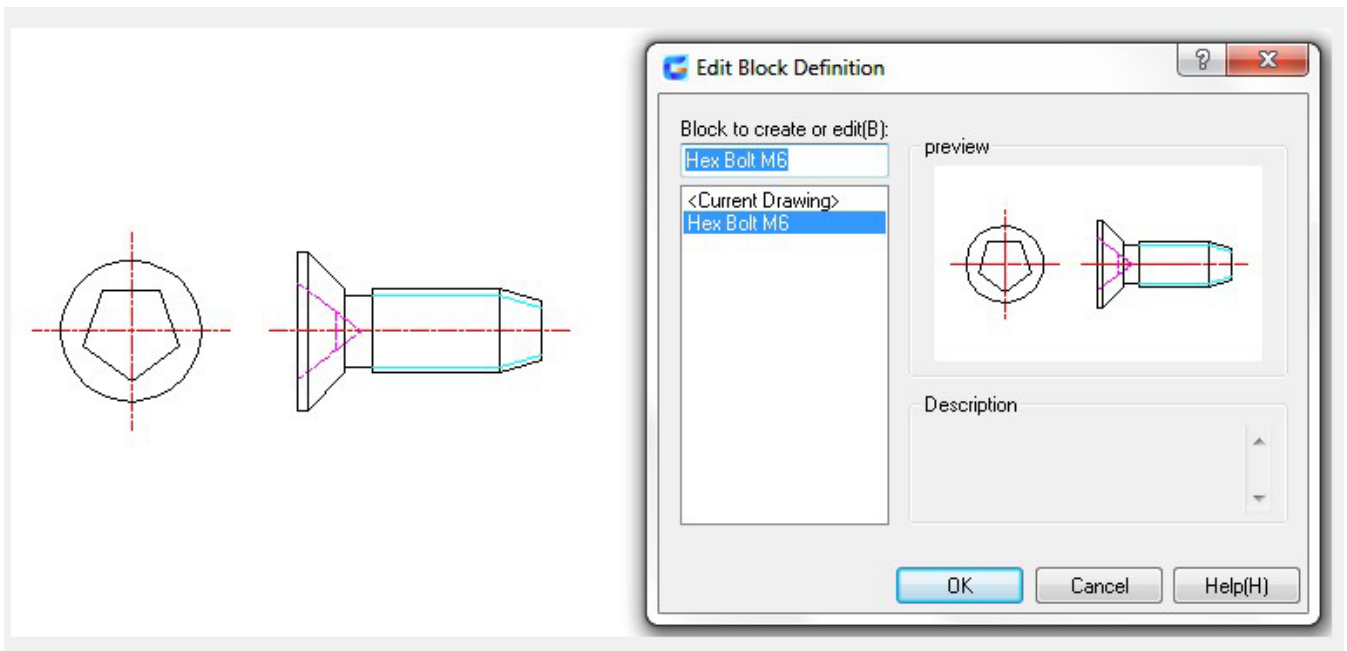 Edit Block Definition
Block to create or edit(B):
Hex Bolt M6
<Current Drawing>
Hex Bolt M6
preview
Description
OK
Cancel
Help(H)